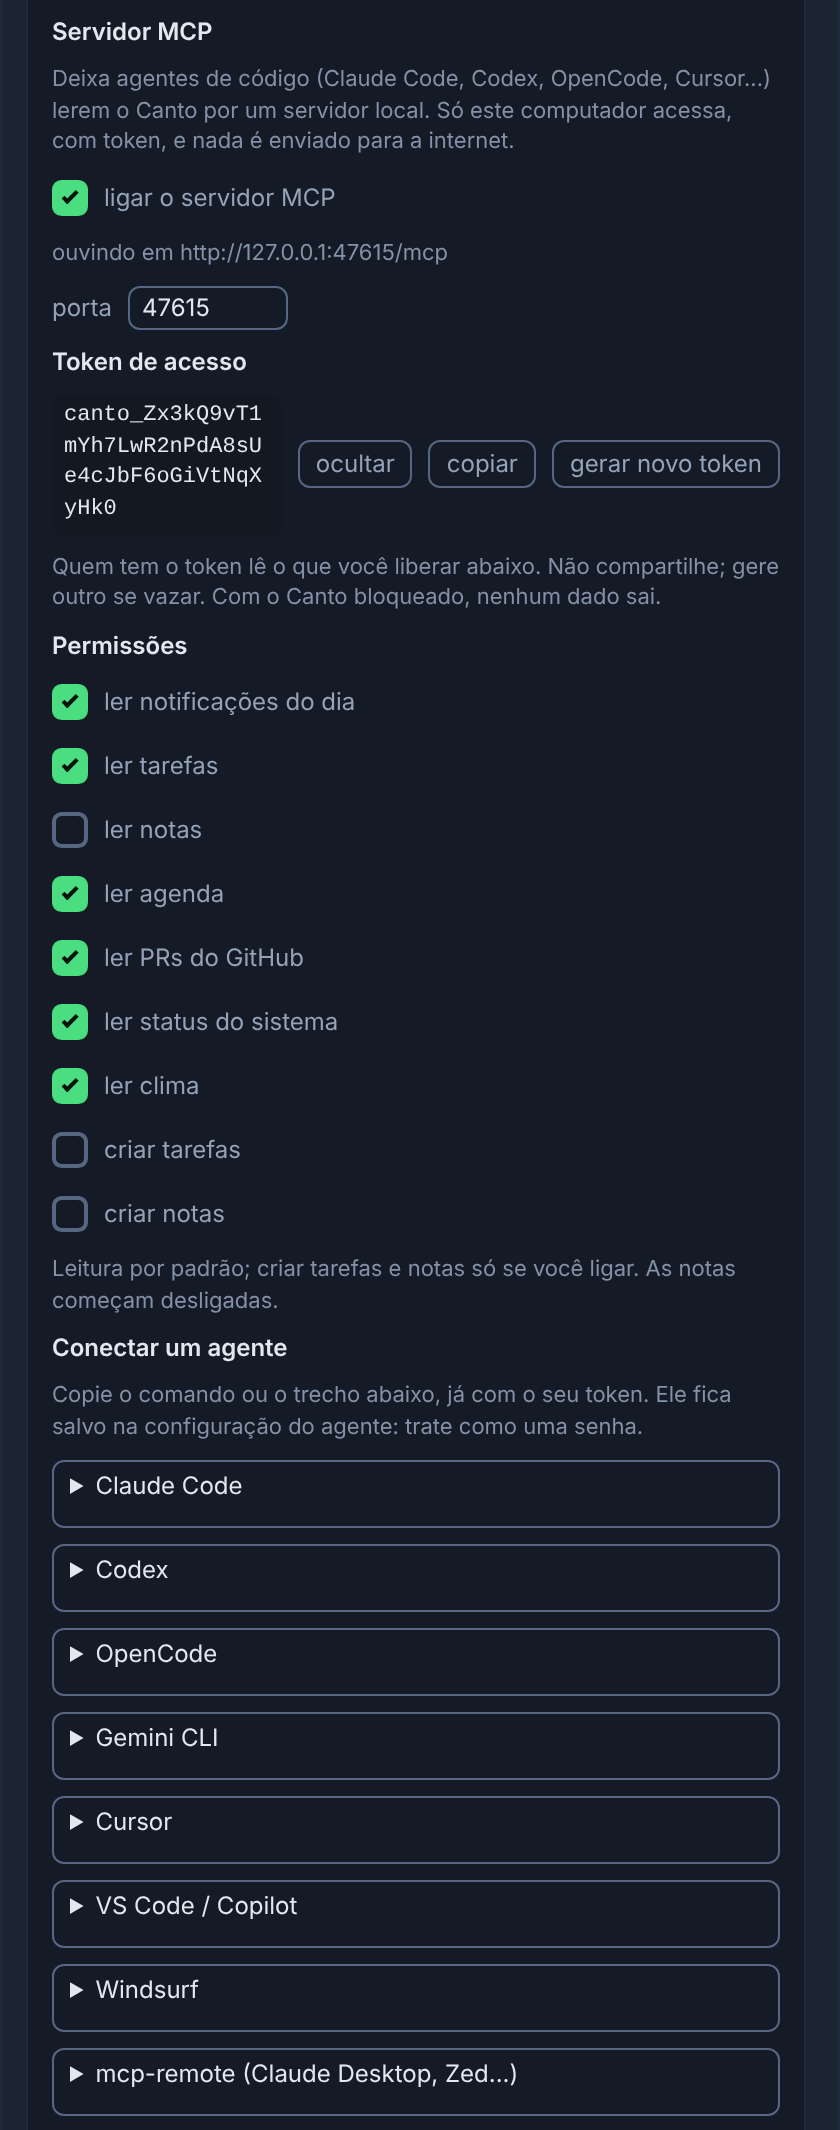 Servidor MCP
Deixa agentes de código (Claude Code, Codex, OpenCode, Cursor...)
lerem o Canto por um servidor local. Só este computador acessa,
com token, e nada é enviado para a internet.
ligar o servidor MCP
ouvindo em http://127.0.0.1:47615/mcp
porta 47615
Token de acesso
canto_Zx3kQ9vT1
mYh7LwR2nPdA8sU
e4cJbF6oGiVtNqX
yHk0
ocultar copiar gerar novo token
Quem tem o token lê o que você liberar abaixo. Não compartilhe; gere
outro se vazar. Com o Canto bloqueado, nenhum dado sai.
Permissões
ler notificações do dia
ler tarefas
ler notas
ler agenda
ler PRs do GitHub
ler status do sistema
ler clima
criar tarefas
criar notas
Leitura por padrão; criar tarefas e notas só se você ligar. As notas
começam desligadas.
Conectar um agente
Copie o comando ou o trecho abaixo, já com o seu token. Ele fica
salvo na configuração do agente: trate como uma senha.
Claude Code
Codex
OpenCode
Gemini CLI
Cursor
VS Code / Copilot
Windsurf
mcp-remote (Claude Desktop, Zed...)